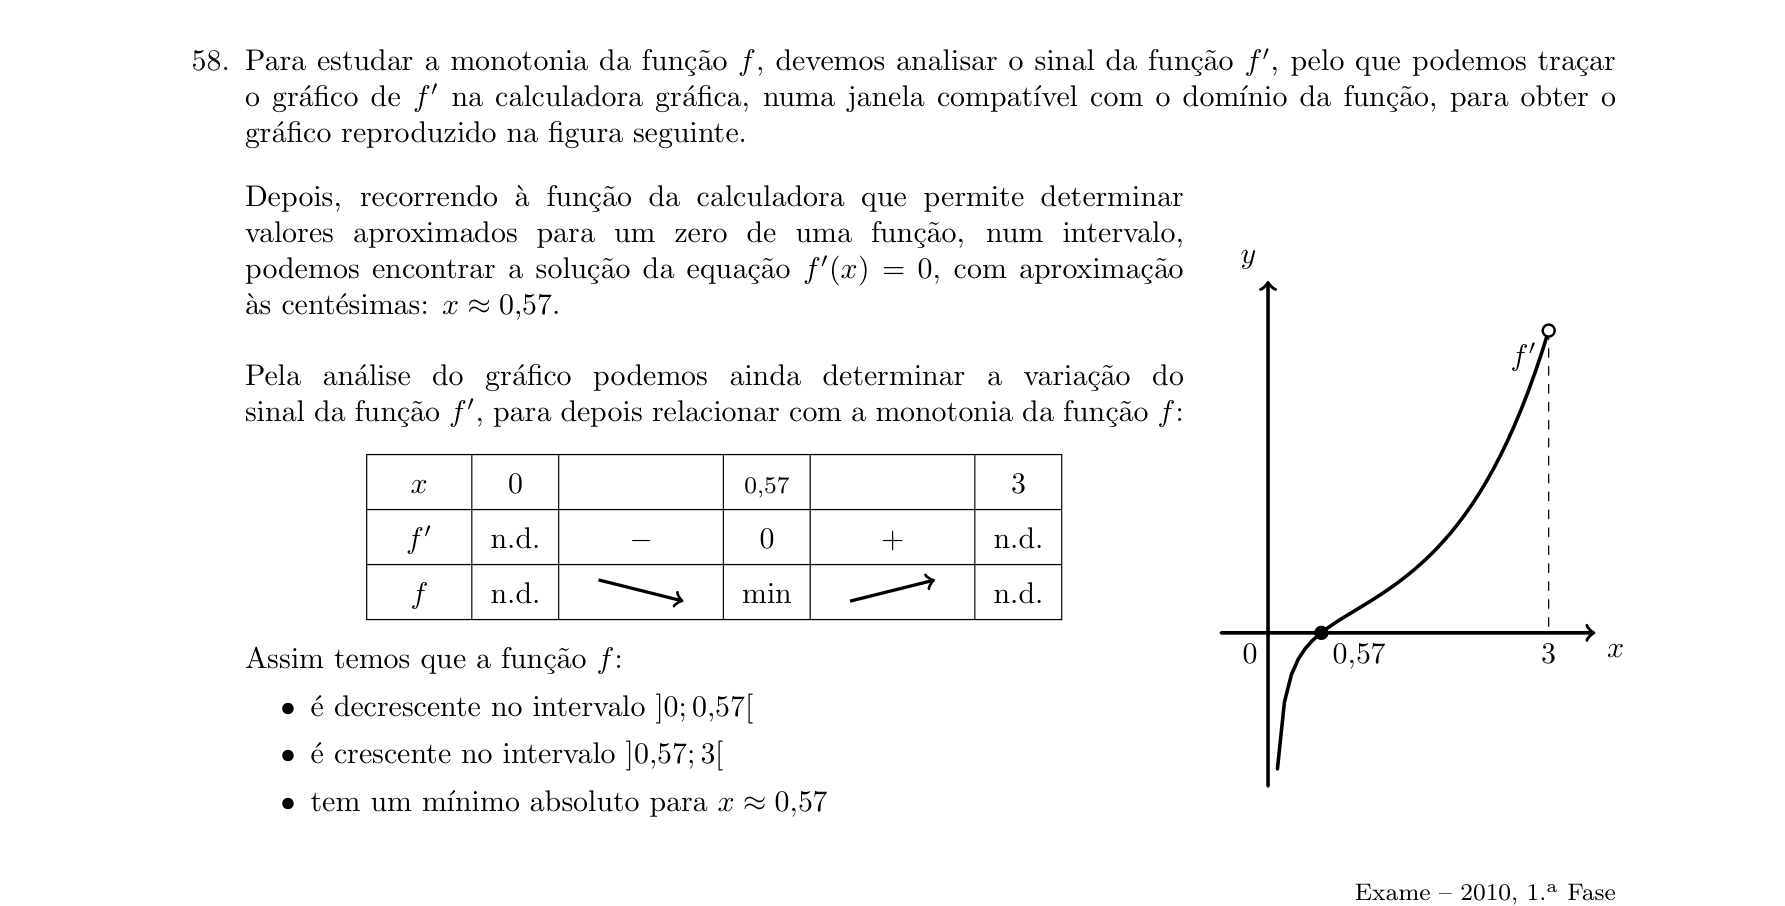 58. Para estudar a monotonia da função f, devemos analisar o sinal da função f′, pelo que podemos traçar
o gráfico de f′ na calculadora gráfica, numa janela compatível com o domínio da função, para obter o
gráfico reproduzido na figura seguinte.
Depois, recorrendo à função da calculadora que permite determinar
valores aproximados para um zero de uma função, num intervalo,
podemos encontrar a solução da equação f′(x) = 0, com aproximação
às centésimas: x ≈ 0,57.
Pela análise do gráfico podemos ainda determinar a variação do
sinal da função f′, para depois relacionar com a monotonia da função f:
x 0 0,57 3
f′ n.d. − 0 + n.d.
f n.d. min n.d.
Assim temos que a função f:
• é decrescente no intervalo ]0; 0,57[
• é crescente no intervalo ]0,57; 3[
• tem um mínimo absoluto para x ≈ 0,57
y
f′
0 0,57 3 x
Exame – 2010, 1.ª Fase